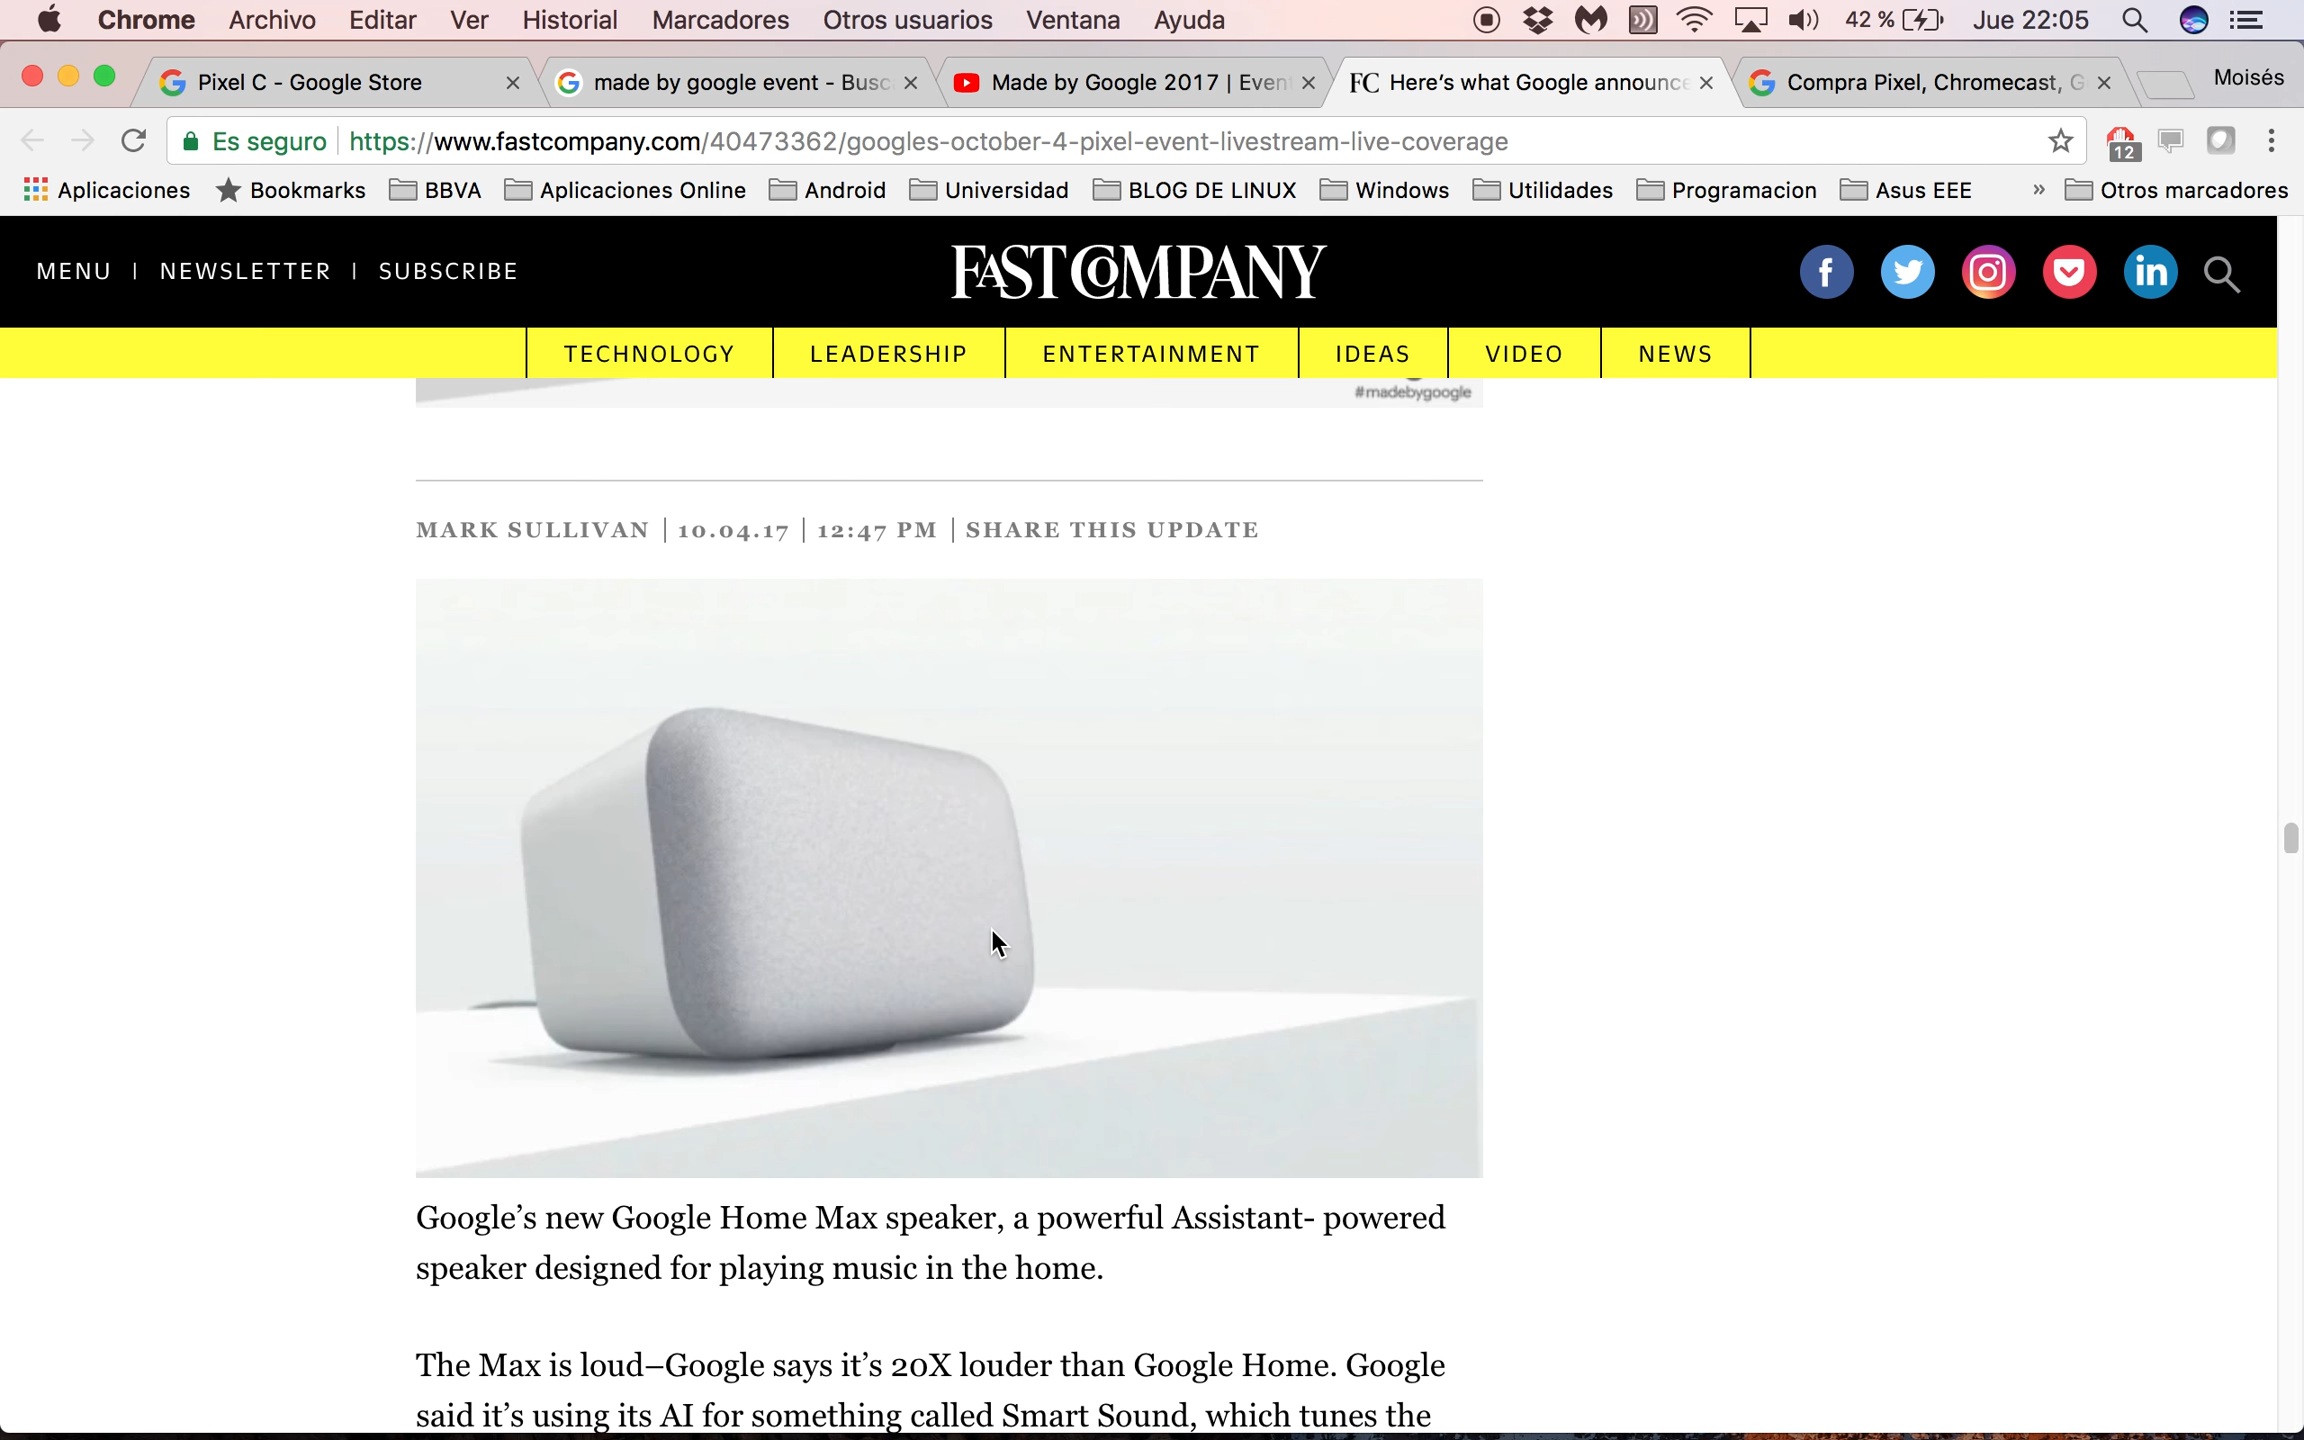 Chrome Archivo Editar Ver Historial Marcadores Otros usuarios Ventana Ayuda 42 % Jue 22:05
Pixel C - Google Store made by google event - Busc Made by Google 2017 | Even FC Here's what Google announce Compra Pixel, Chromecast, G Moisés
Es seguro https://www.fastcompany.com/40473362/googles-october-4-pixel-event-livestream-live-coverage 12
Aplicaciones Bookmarks BBVA Aplicaciones Online Android Universidad BLOG DE LINUX Windows Utilidades Programacion Asus EEE » Otros marcadores
MENU | NEWSLETTER | SUBSCRIBE FAST COMPANY f in
TECHNOLOGY LEADERSHIP ENTERTAINMENT IDEAS VIDEO NEWS
#madebygoogle
MARK SULLIVAN | 10.04.17 | 12:47 PM | SHARE THIS UPDATE
Google’s new Google Home Max speaker, a powerful Assistant- powered
speaker designed for playing music in the home.
The Max is loud–Google says it’s 20X louder than Google Home. Google
said it’s using its AI for something called Smart Sound, which tunes the